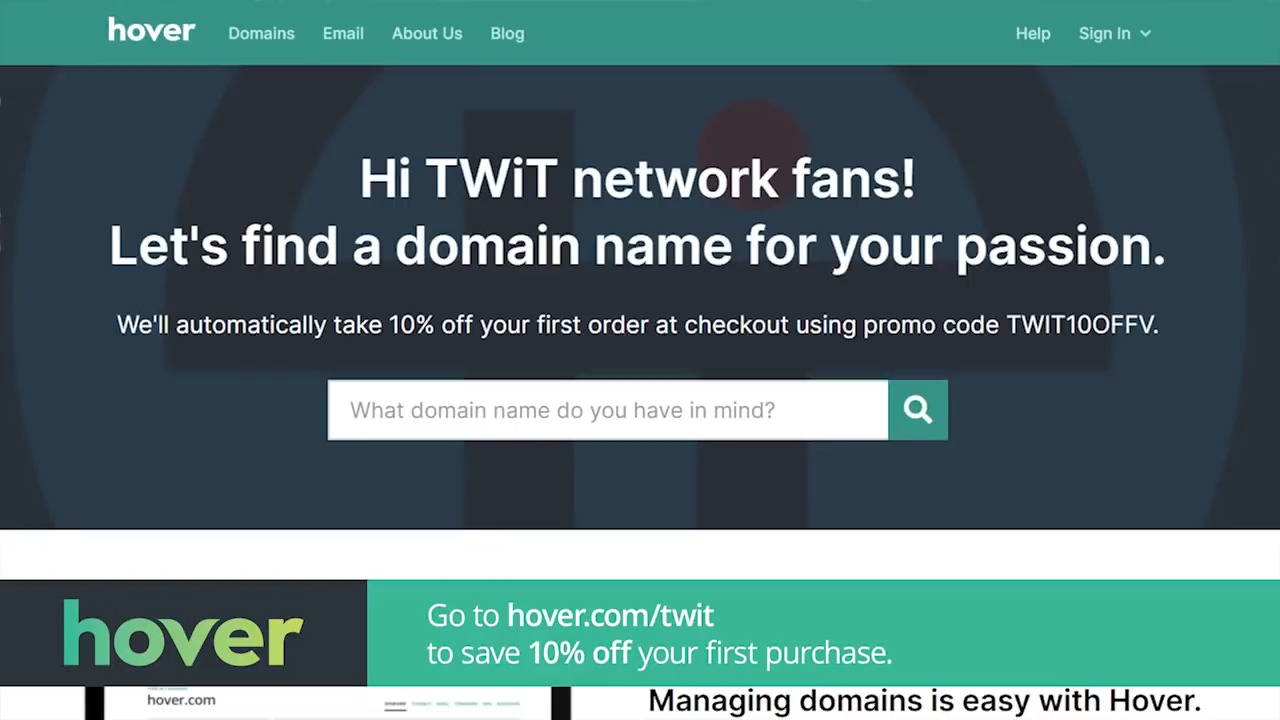 hover Domains Email About Us Blog Help Sign In
Hi TWiT network fans!
Let's find a domain name for your passion.
We'll automatically take 10% off your first order at checkout using promo code TWIT10OFFV.
What domain name do you have in mind?
hover
Go to hover.com/twit
to save 10% off your first purchase.
hover.com
Managing domains is easy with Hover.